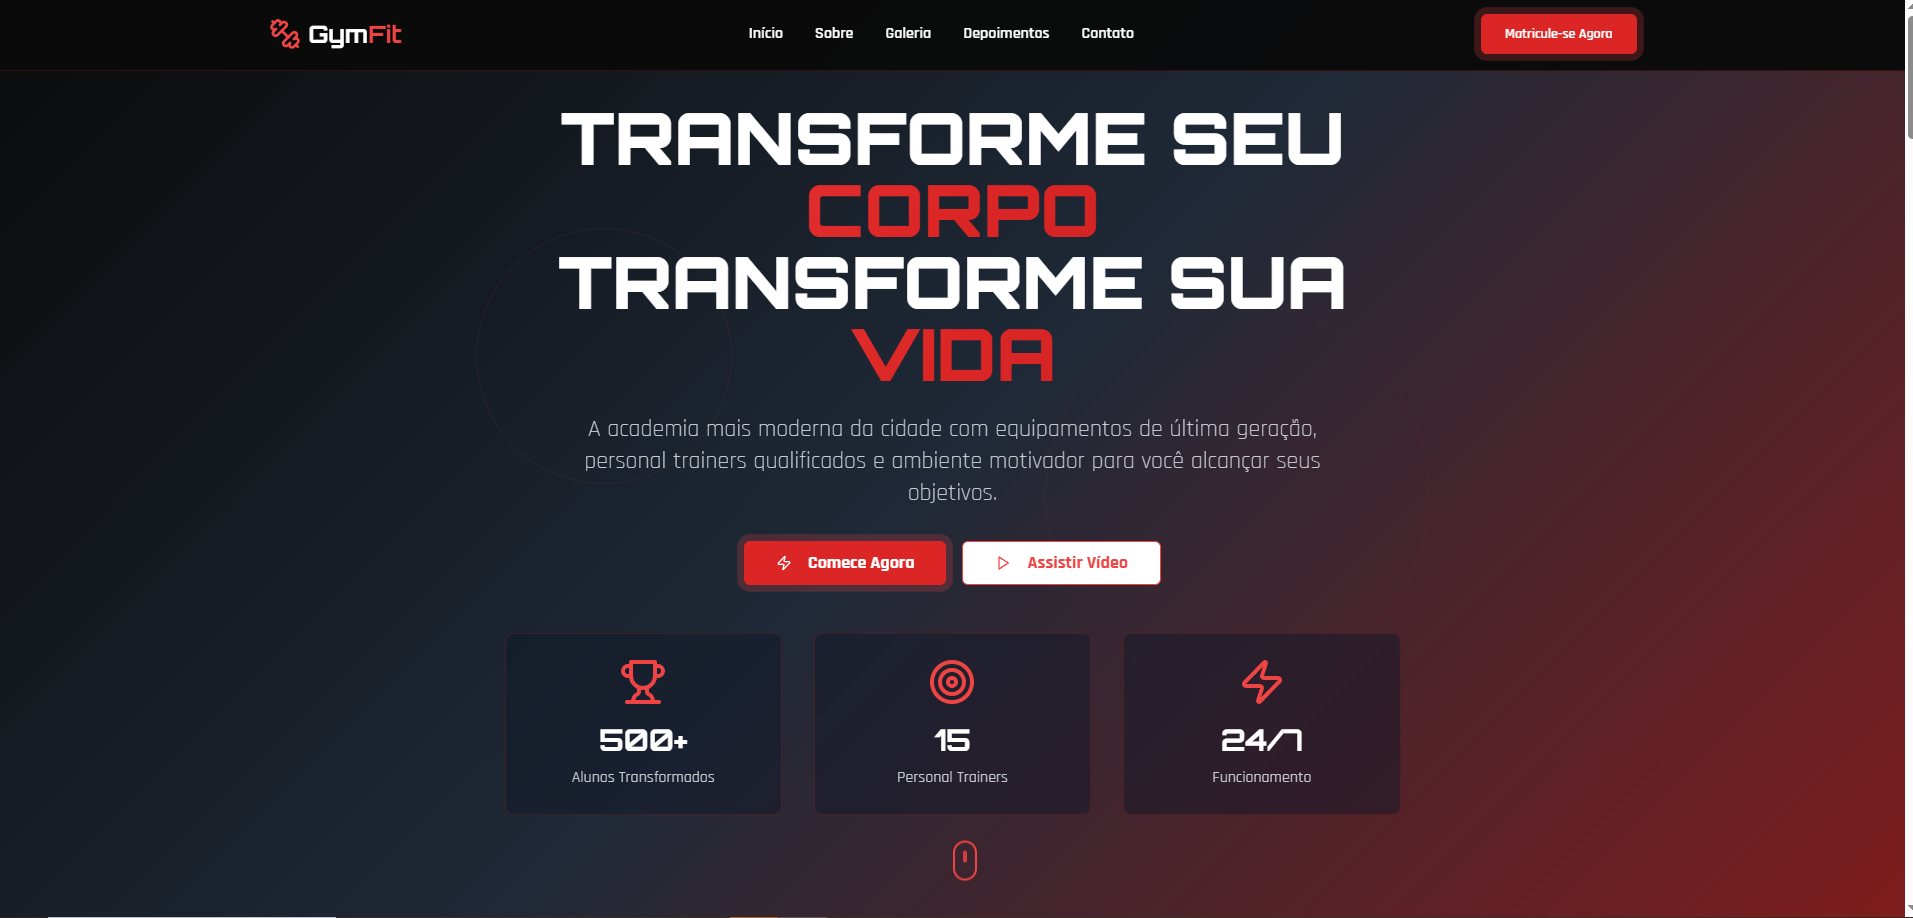 GymFit
Início
Sobre
Galeria
Depoimentos
Contato
Matricule-se Agora
TRANSFORME SEU
CORPO
TRANSFORME SUA
VIDA
A academia mais moderna da cidade com equipamentos de última geração,
personal trainers qualificados e ambiente motivador para você alcançar seus
objetivos.
Comece Agora
Assistir Vídeo
500+
Alunos Transformados
15
Personal Trainers
24/7
Funcionamento